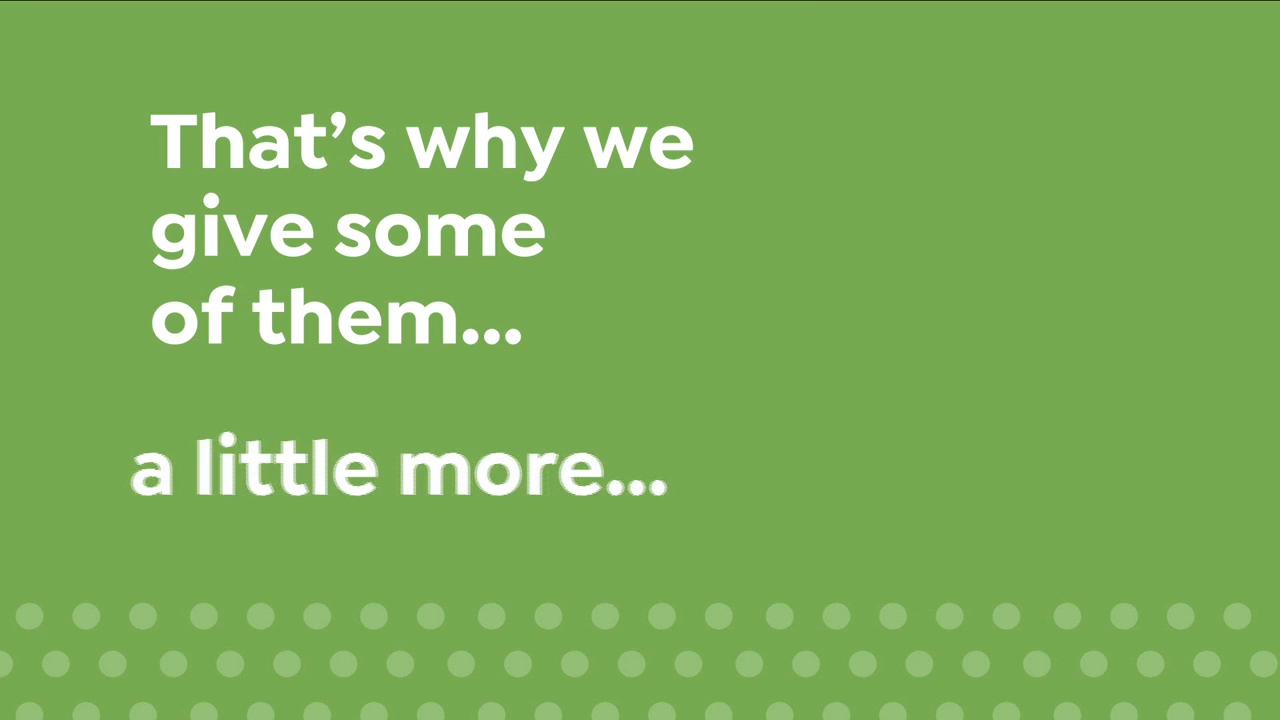 That’s why we
give some
of them...
a little more...